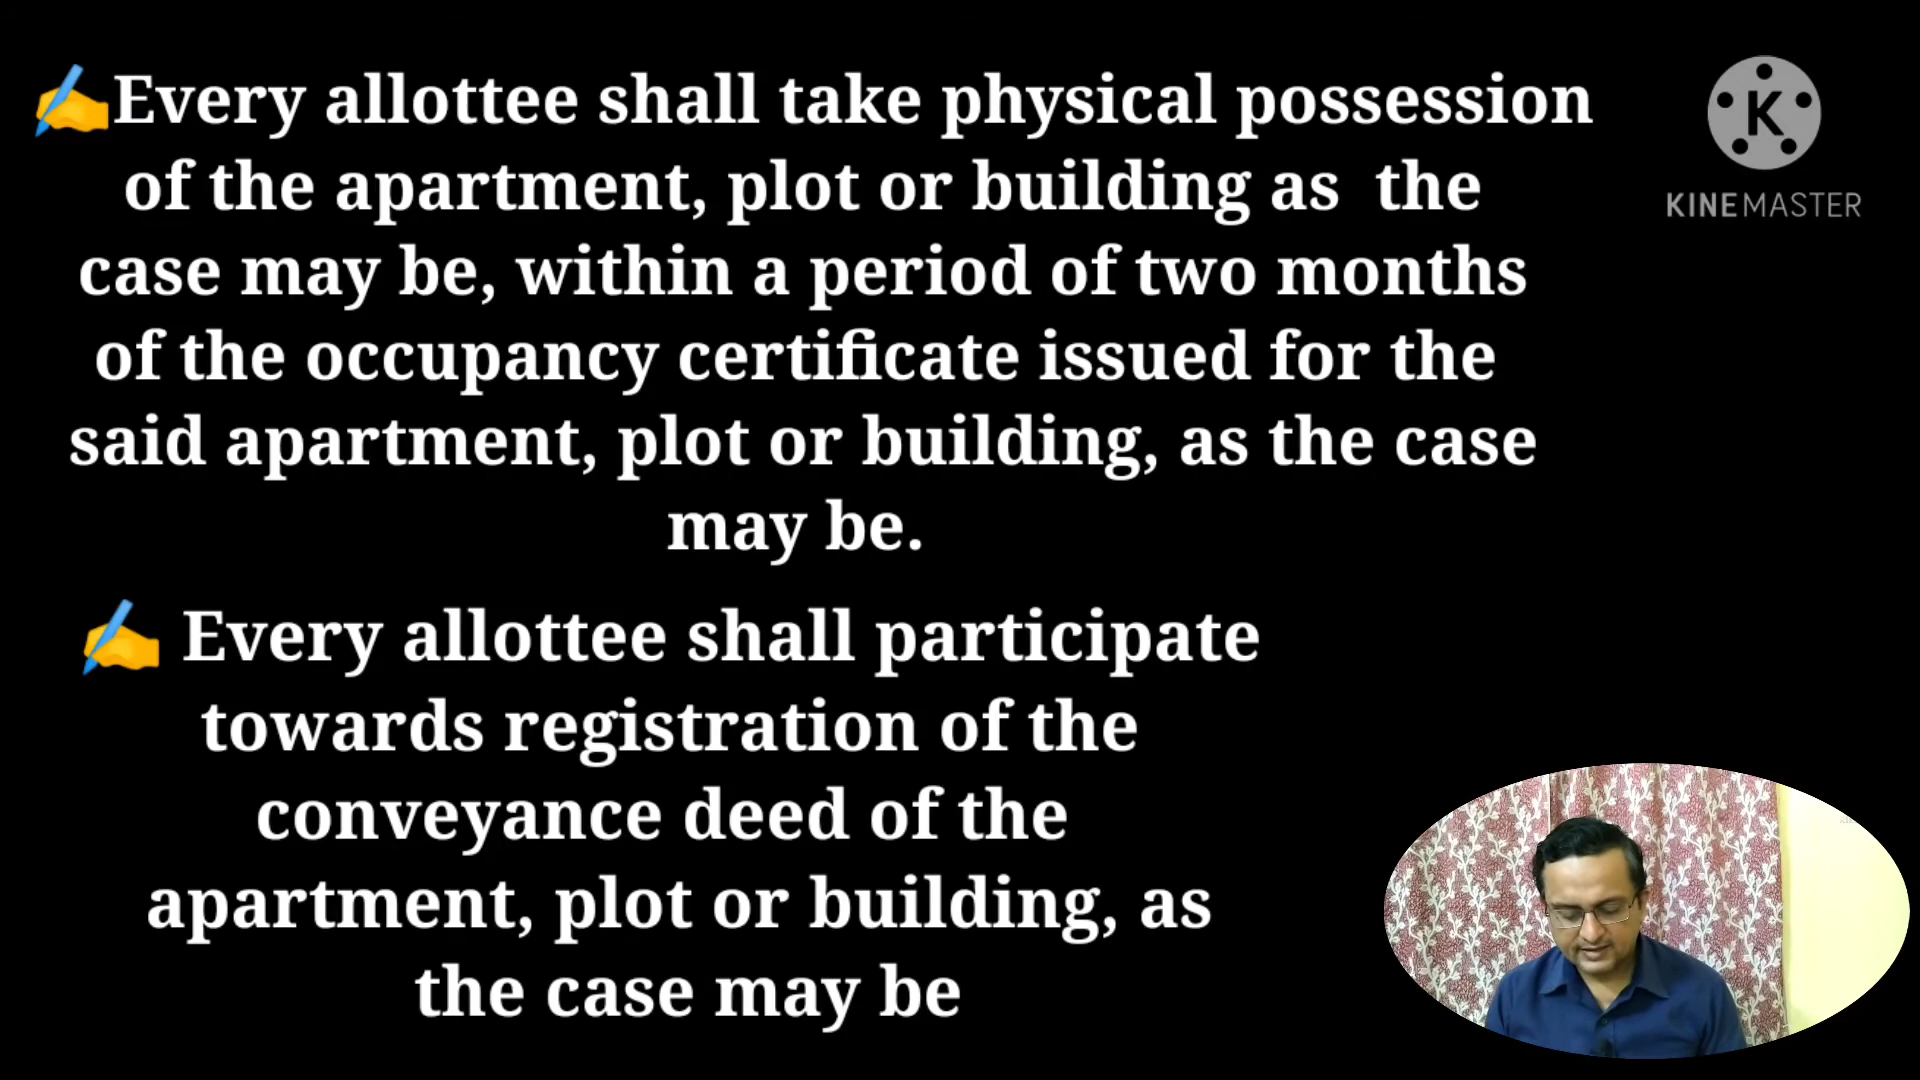 ✍Every allottee shall take physical possession
of the apartment, plot or building as the
case may be, within a period of two months
of the occupancy certificate issued for the
said apartment, plot or building, as the case
may be.
✍ Every allottee shall participate
towards registration of the
conveyance deed of the
apartment, plot or building, as
the case may be
K
KINEMASTER